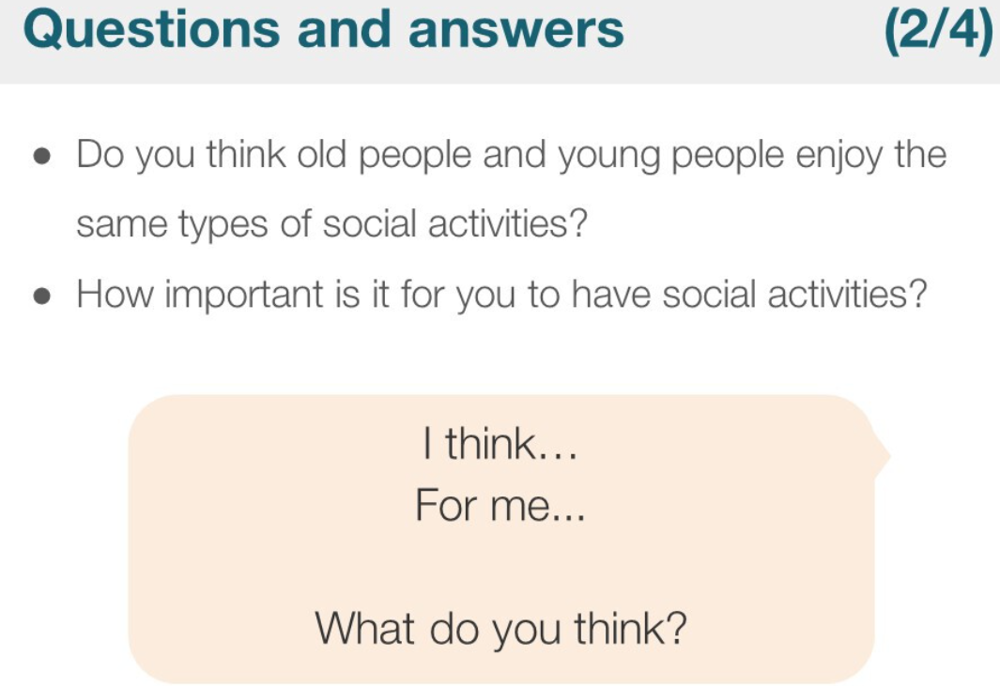 Questions and answers (2/4)
• Do you think old people and young people enjoy the
same types of social activities?
• How important is it for you to have social activities?
I think...
For me...
What do you think?